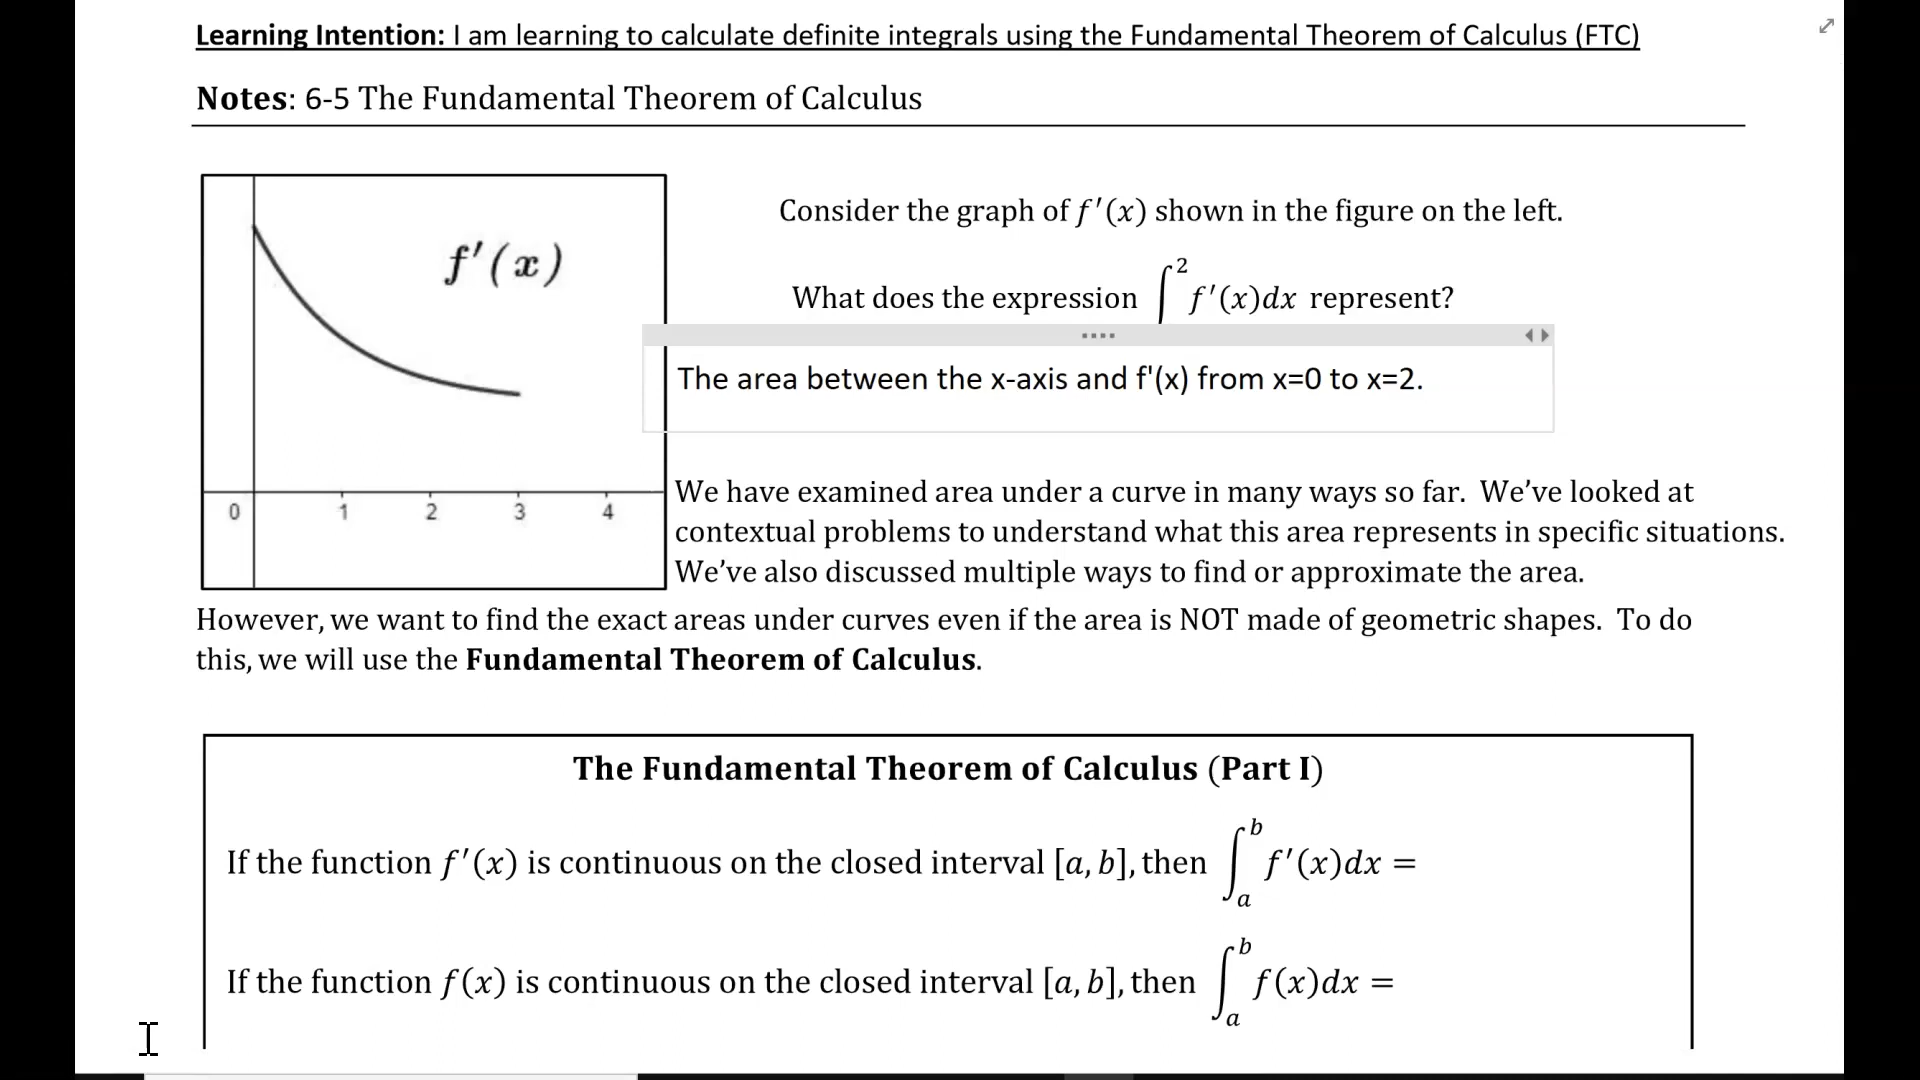 Learning Intention: I am learning to calculate definite integrals using the Fundamental Theorem of Calculus (FTC)
Notes: 6-5 The Fundamental Theorem of Calculus
f′(x)
0 1 2 3 4
Consider the graph of f′(x) shown in the figure on the left.
What does the expression ∫² f′(x)dx represent?
The area between the x-axis and f'(x) from x=0 to x=2.
We have examined area under a curve in many ways so far. We’ve looked at
contextual problems to understand what this area represents in specific situations.
We’ve also discussed multiple ways to find or approximate the area.
However, we want to find the exact areas under curves even if the area is NOT made of geometric shapes. To do
this, we will use the Fundamental Theorem of Calculus.
The Fundamental Theorem of Calculus (Part I)
If the function f′(x) is continuous on the closed interval [a, b], then ∫ₐᵇ f′(x)dx =
If the function f(x) is continuous on the closed interval [a, b], then ∫ₐᵇ f(x)dx =